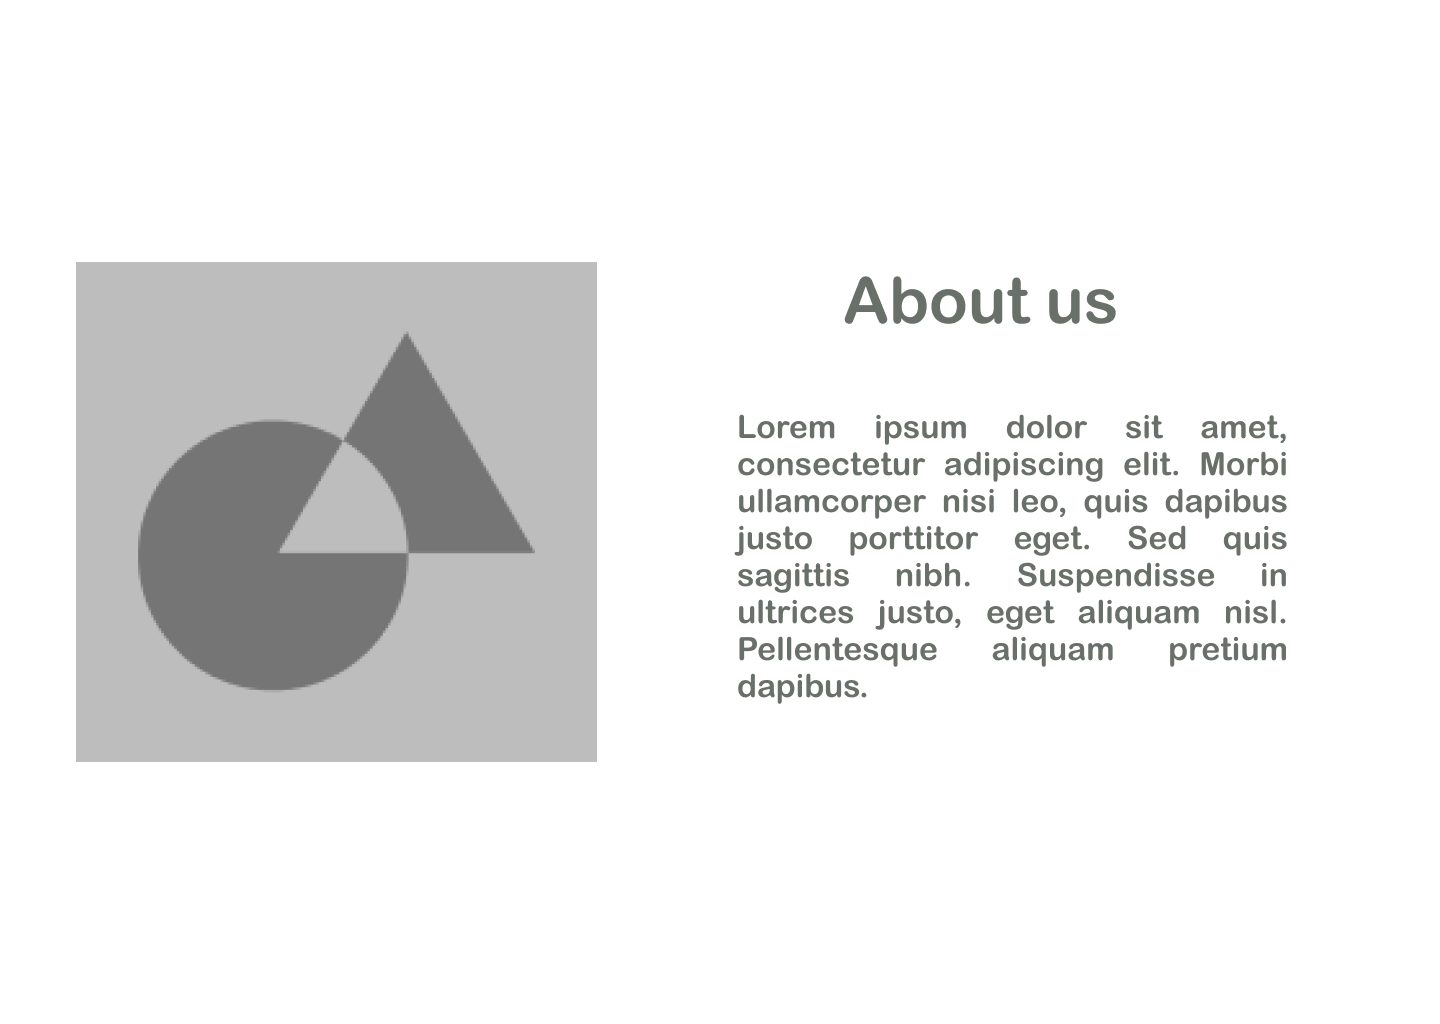 About us
Lorem ipsum dolor sit amet,
consectetur adipiscing elit. Morbi
ullamcorper nisi leo, quis dapibus
justo porttitor eget. Sed quis
sagittis nibh. Suspendisse in
ultrices justo, eget aliquam nisl.
Pellentesque aliquam pretium
dapibus.